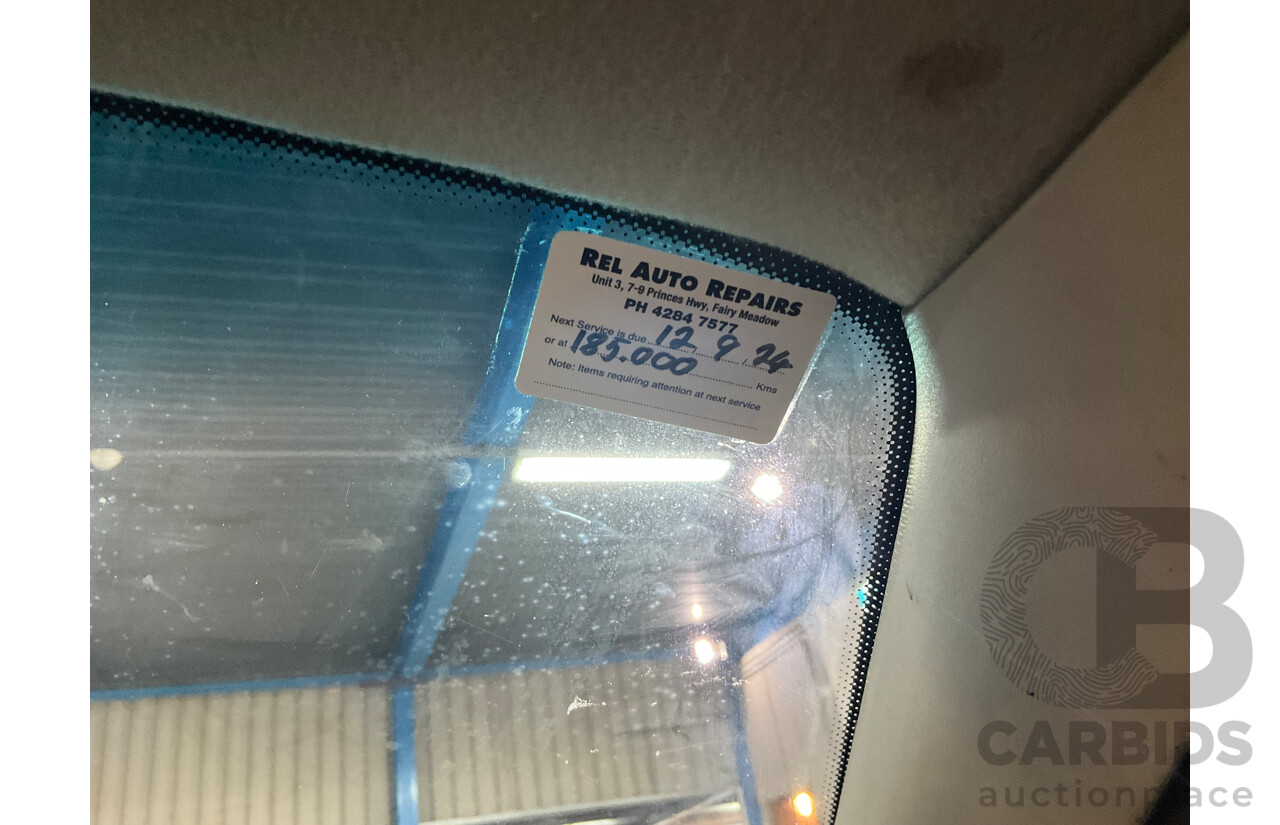 REL AUTO REPAIRS
Unit 3, 7-9 Princes Hwy, Fairy Meadow
PH 4284 7577
Next Service is due 12 / 9 / 24
or at 185.000 Kms
Note: Items requiring attention at next service
CB
CARBIDS
auctionplace